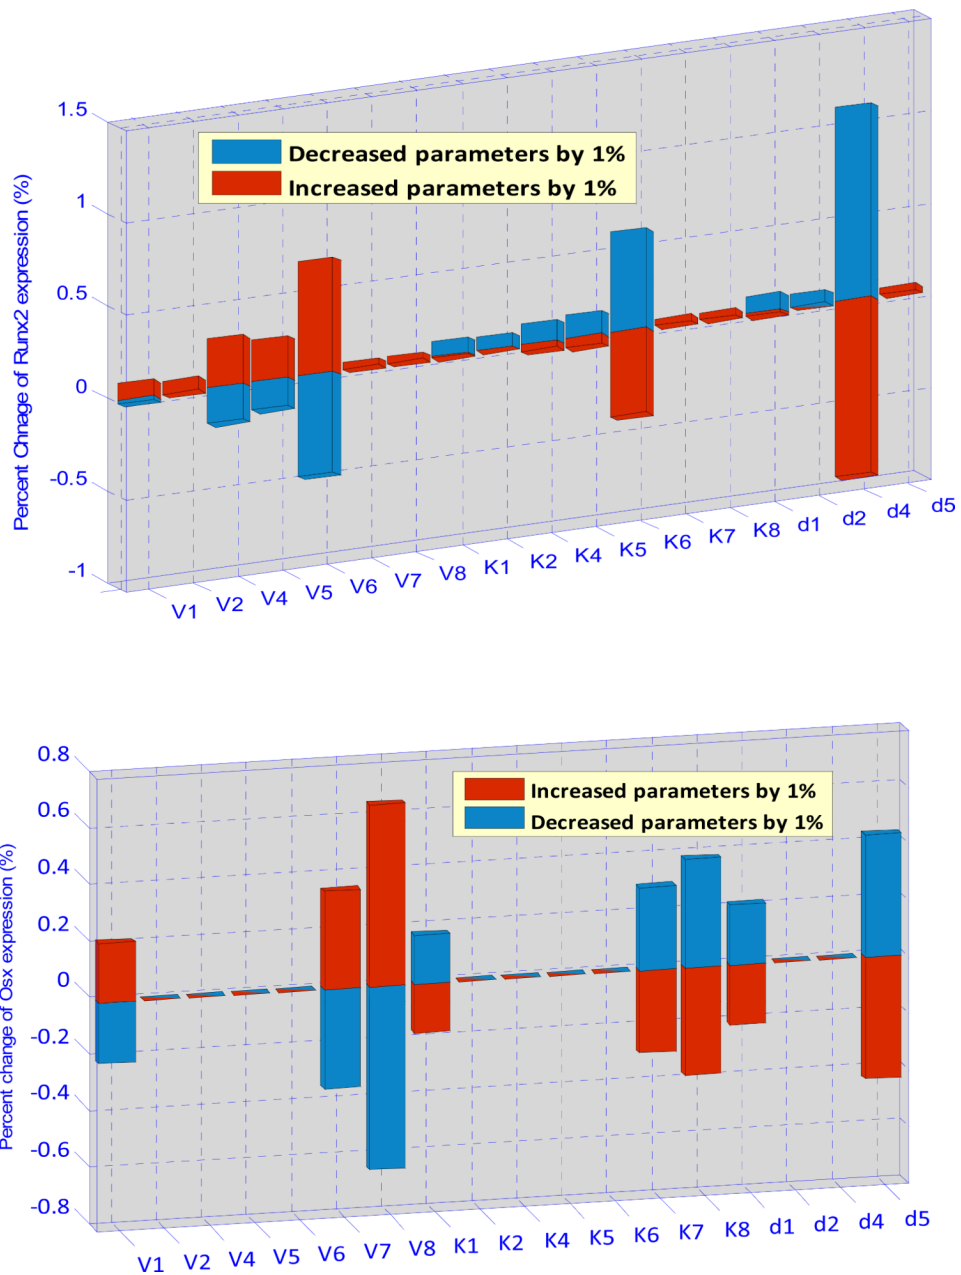 1.5
1
0.5
0
-0.5
-1
Percent Chnage of Runx2 expression (%)
Decreased parameters by 1%
Increased parameters by 1%
V1 V2 V4 V5 V6 V7 V8 K1 K2 K4 K5 K6 K7 K8 d1 d2 d4 d5
0.8
0.6
0.4
0.2
0
-0.2
-0.4
-0.6
-0.8
Percent change of Osx expression (%)
Increased parameters by 1%
Decreased parameters by 1%
V1 V2 V4 V5 V6 V7 V8 K1 K2 K4 K5 K6 K7 K8 d1 d2 d4 d5